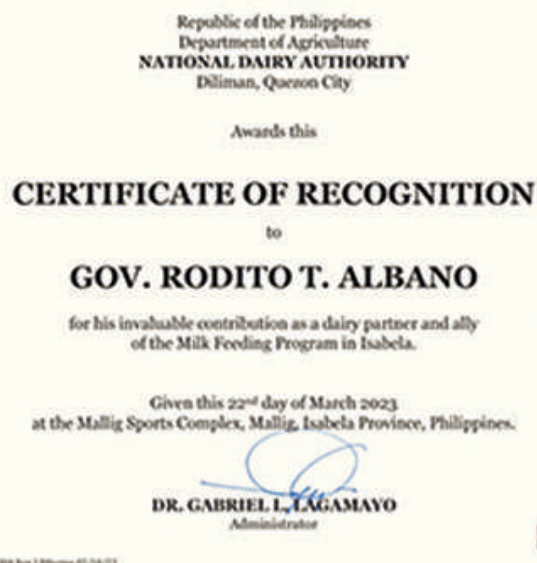 Republic of the Philippines
Department of Agriculture
NATIONAL DAIRY AUTHORITY
Diliman, Quezon City
Awards this
CERTIFICATE OF RECOGNITION
to
GOV. RODITO T. ALBANO
for his invaluable contribution as a dairy partner and ally
of the Milk Feeding Program in Isabela.
Given this 22nd day of March 2023
at the Mallig Sports Complex, Mallig, Isabela Province, Philippines.
DR. GABRIEL L. LAGAMAYO
Administrator